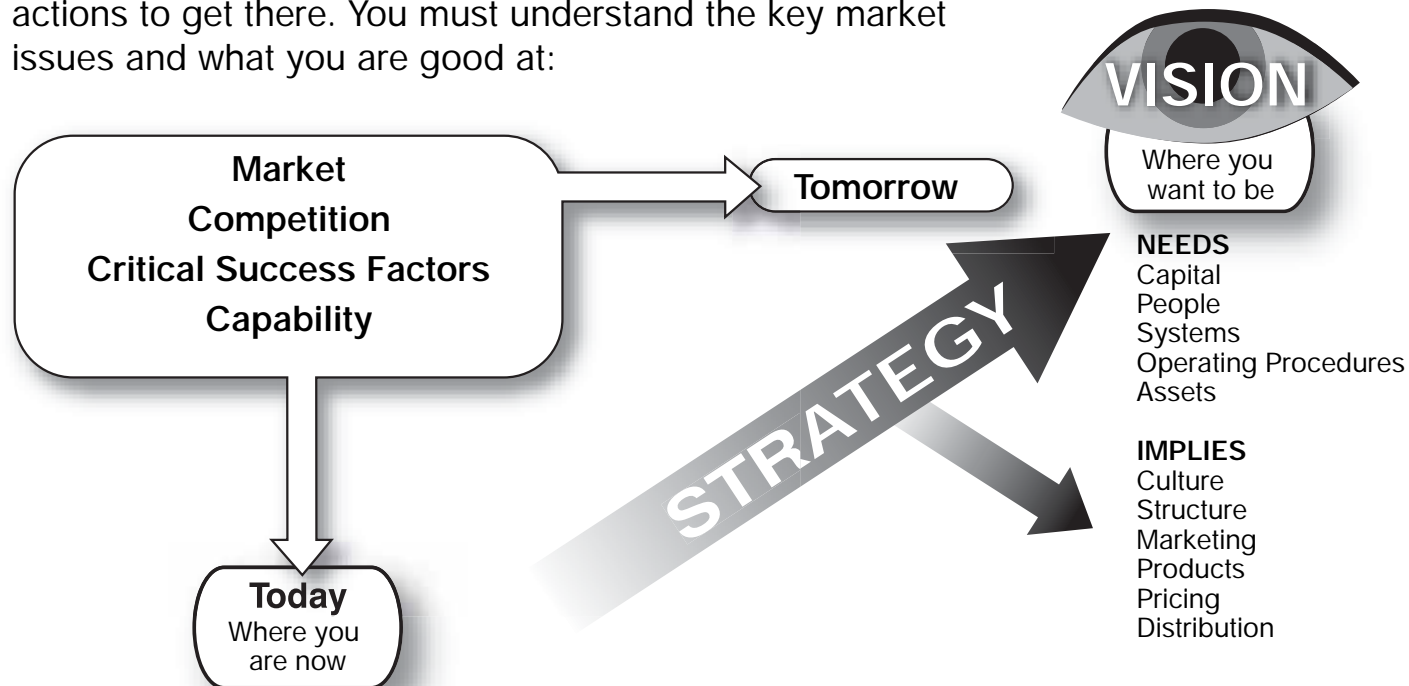 actions to get there. You must understand the key market
issues and what you are good at:
VISION
Where you
want to be
Market
Competition
Critical Success Factors
Capability
Tomorrow
STRATEGY
NEEDS
Capital
People
Systems
Operating Procedures
Assets
IMPLIES
Culture
Structure
Marketing
Products
Pricing
Distribution
Today
Where you
are now